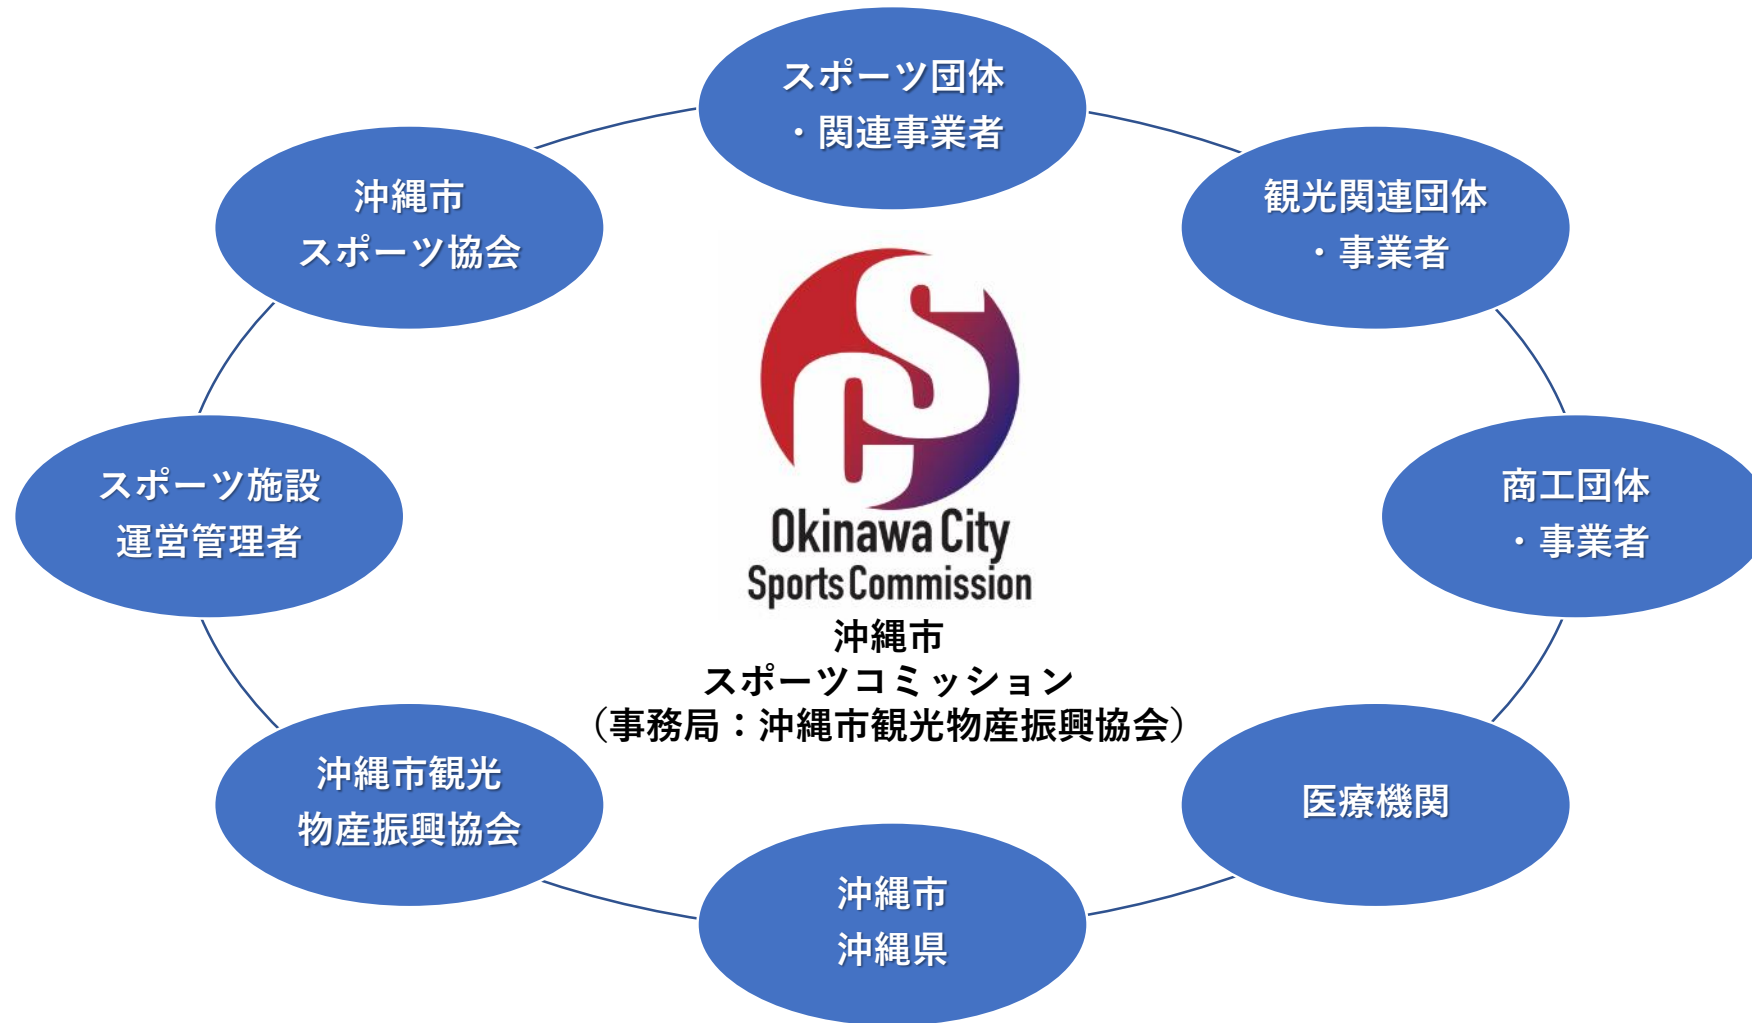 スポーツ団体
・関連事業者
沖縄市
スポーツ協会
観光関連団体
・事業者
CS
Okinawa City
Sports Commission
沖縄市
スポーツコミッション
（事務局：沖縄市観光物産振興協会）
スポーツ施設
運営管理者
商工団体
・事業者
沖縄市観光
物産振興協会
医療機関
沖縄市
沖縄県